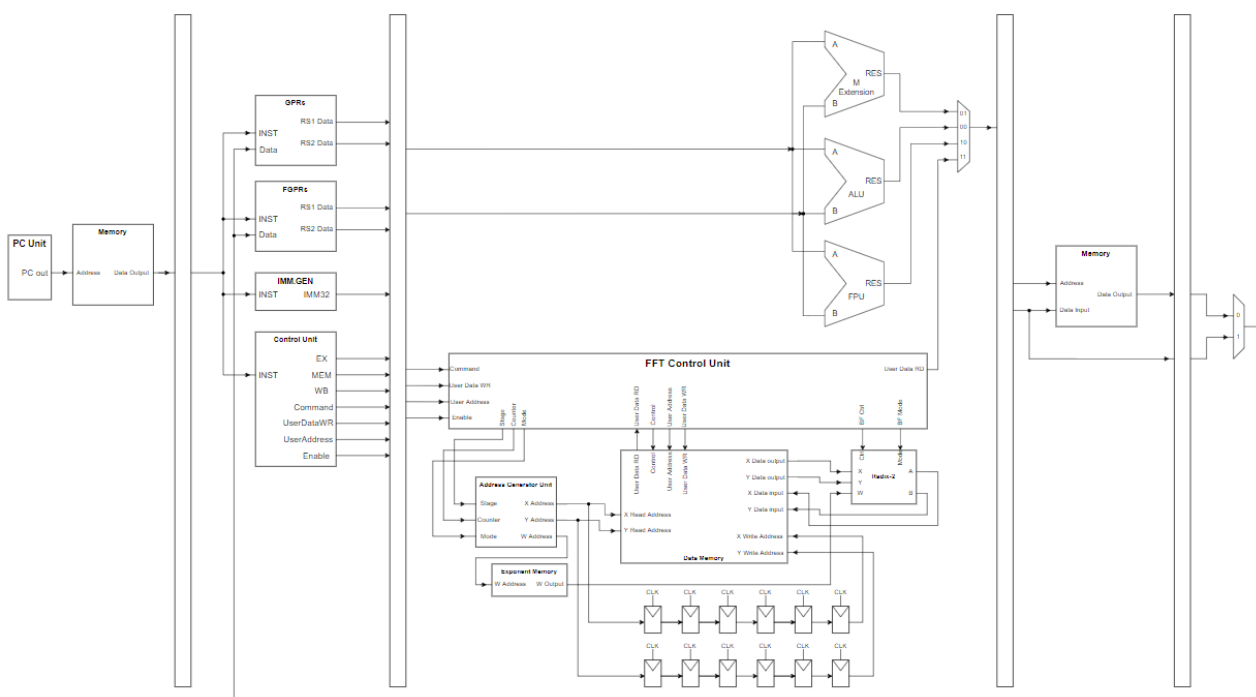 PC Unit
PC out
Memory
Address
Data Output
GPRs
RS1 Data
INST
RS2 Data
Data
FGPRs
RS1 Data
INST
RS2 Data
Data
IMM.GEN
INST
IMM32
Control Unit
EX
INST
MEM
WB
Command
UserDataWR
UserAddress
Enable
A
RES
M
Extension
B
A
RES
ALU
B
A
RES
FPU
B
01
00
10
11
FFT Control Unit
Command
User Data RD
User Data WR
User Address
Enable
Stage
Counter
Mode
User Data RD
Control
User Address
User Data WR
BF Ctrl
BF Mode
Address Generator Unit
Stage
X Address
Counter
Y Address
Mode
W Address
Exponent Memory
W Address
W Output
User Data RD
Control
User Address
User Data WR
X Data output
Y Data output
X Data input
Y Data input
X Read Address
Y Read Address
X Write Address
Y Write Address
Data Memory
Ctrl
Mode
X
A
Y
Radix-2
W
B
CLK CLK CLK CLK CLK CLK
CLK CLK CLK CLK CLK CLK
Memory
Address
Data Output
Data Input
0
1